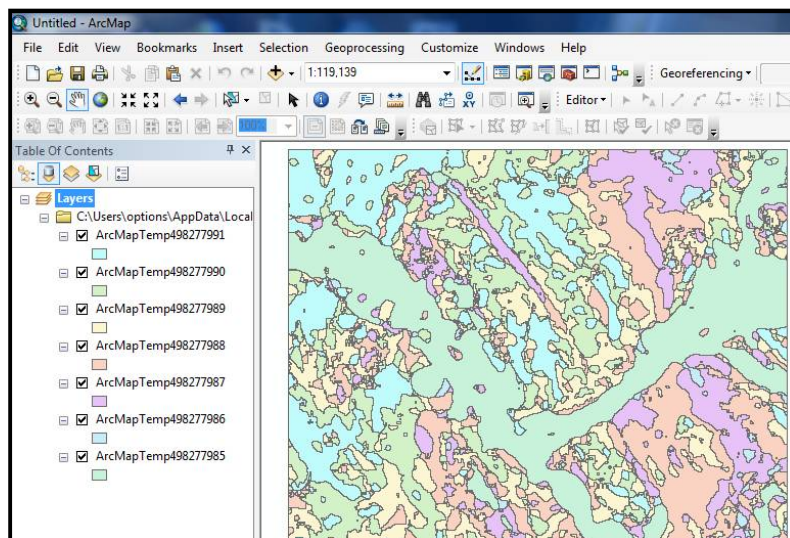 Untitled - ArcMap
File Edit View Bookmarks Insert Selection Geoprocessing Customize Windows Help
1:119,139 Georeferencing
Editor
100%
Table Of Contents
Layers
C:\Users\options\AppData\Local
ArcMapTemp498277991
ArcMapTemp498277990
ArcMapTemp498277989
ArcMapTemp498277988
ArcMapTemp498277987
ArcMapTemp498277986
ArcMapTemp498277985